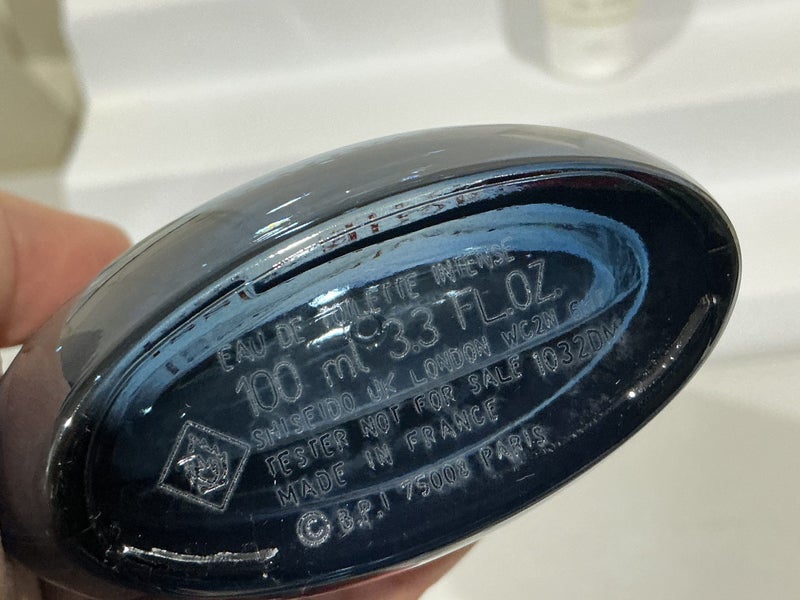 EAU DE TOILETTE INTENSE
100 ml 3.3 FL.OZ.
SHISEIDO UK LONDON WC2N
TESTER NOT FOR SALE 1032DM
MADE IN FRANCE
© B.P.I 75008 PARIS